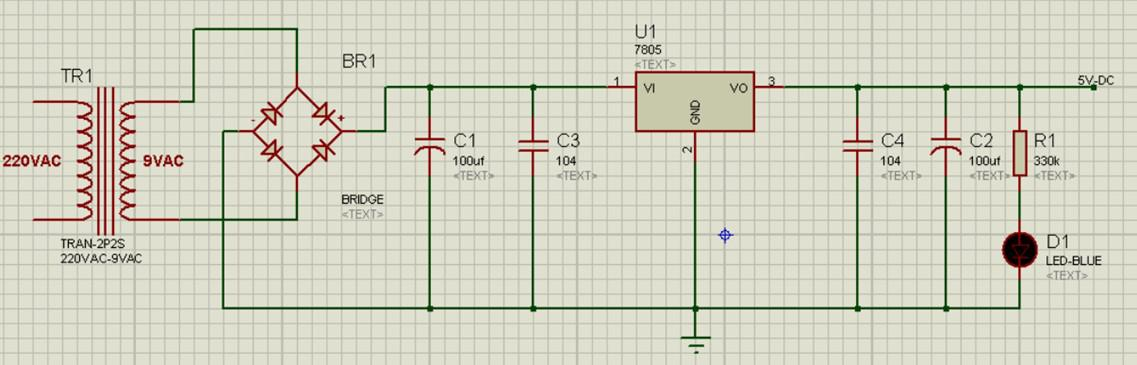 TR1
220VAC
9VAC
TRAN-2P2S
220VAC-9VAC
BR1
-
+
BRIDGE
<TEXT>
C1
100uf
<TEXT>
C3
104
<TEXT>
U1
7805
<TEXT>
1
VI
VO
3
GND
2
C4
104
<TEXT>
C2
100uf
<TEXT>
5V-DC
R1
330k
<TEXT>
D1
LED-BLUE
<TEXT>